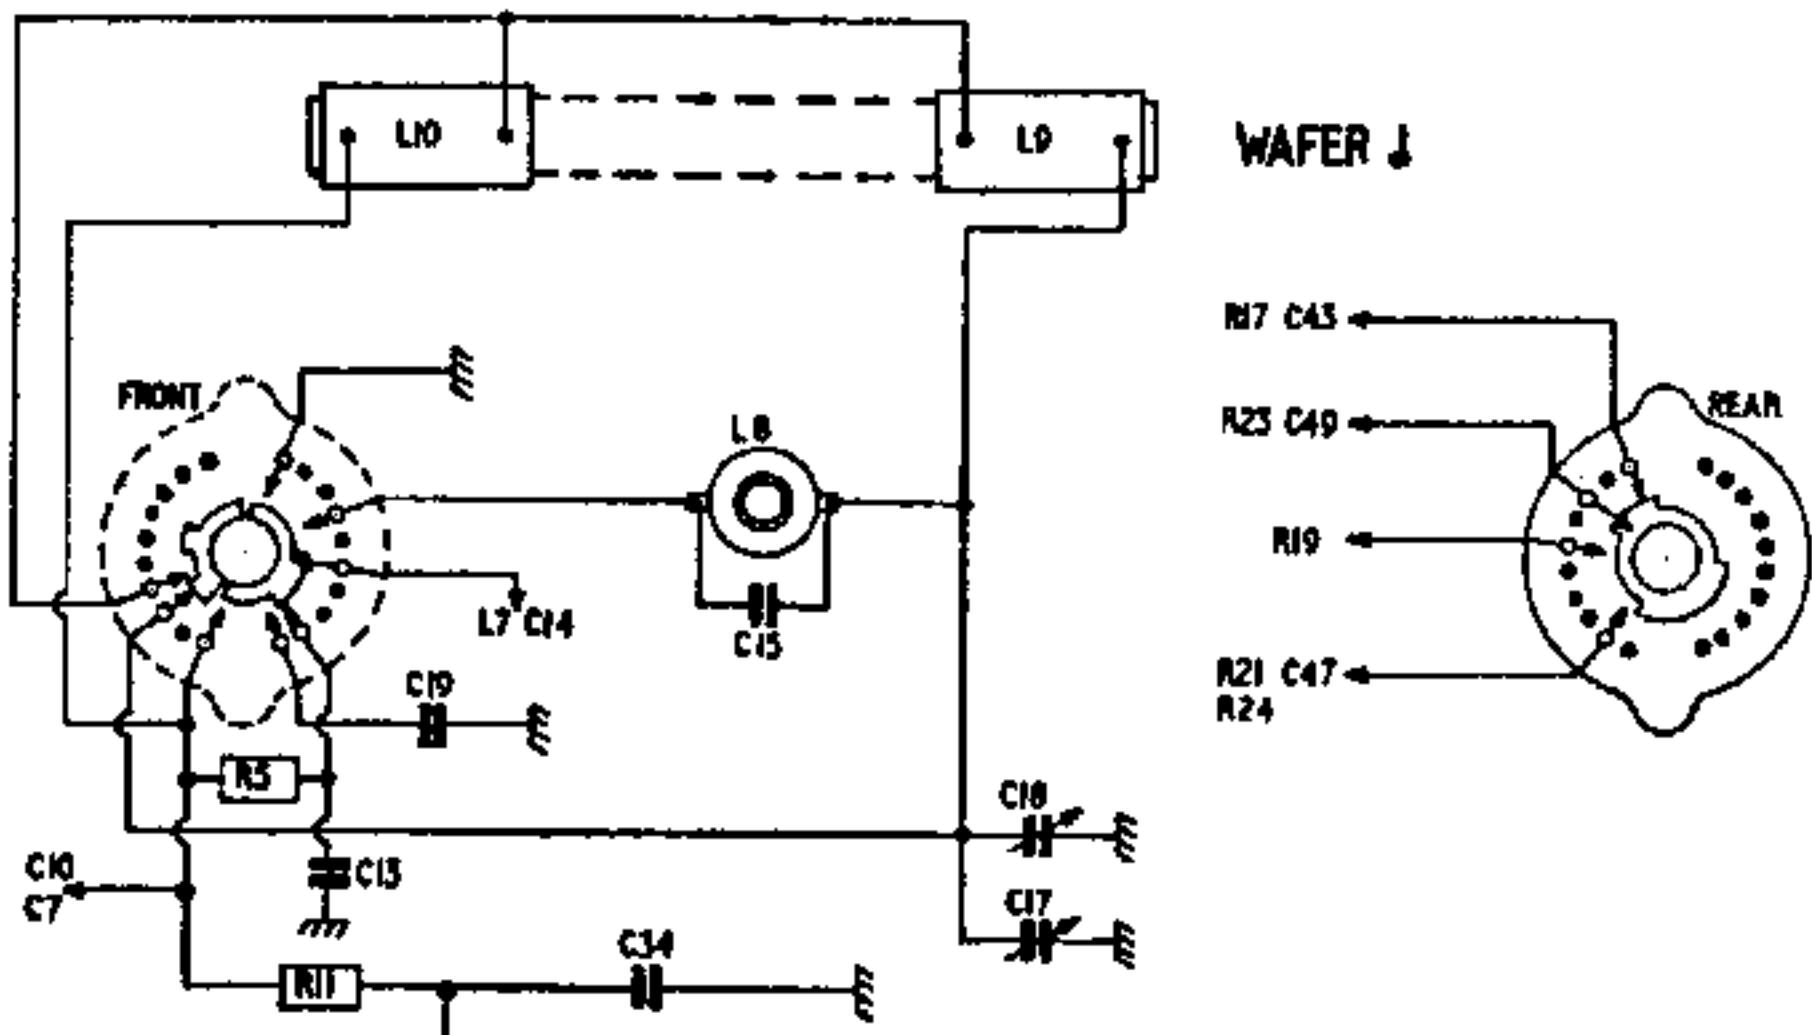 L10
L9
WAFER 1
R17 C43
FRONT
REAR
R23 C49
L8
R19
L7 C14
C15
C19
R21 C47
R24
R5
C18
C10
C13
C7
C17
C34
R11